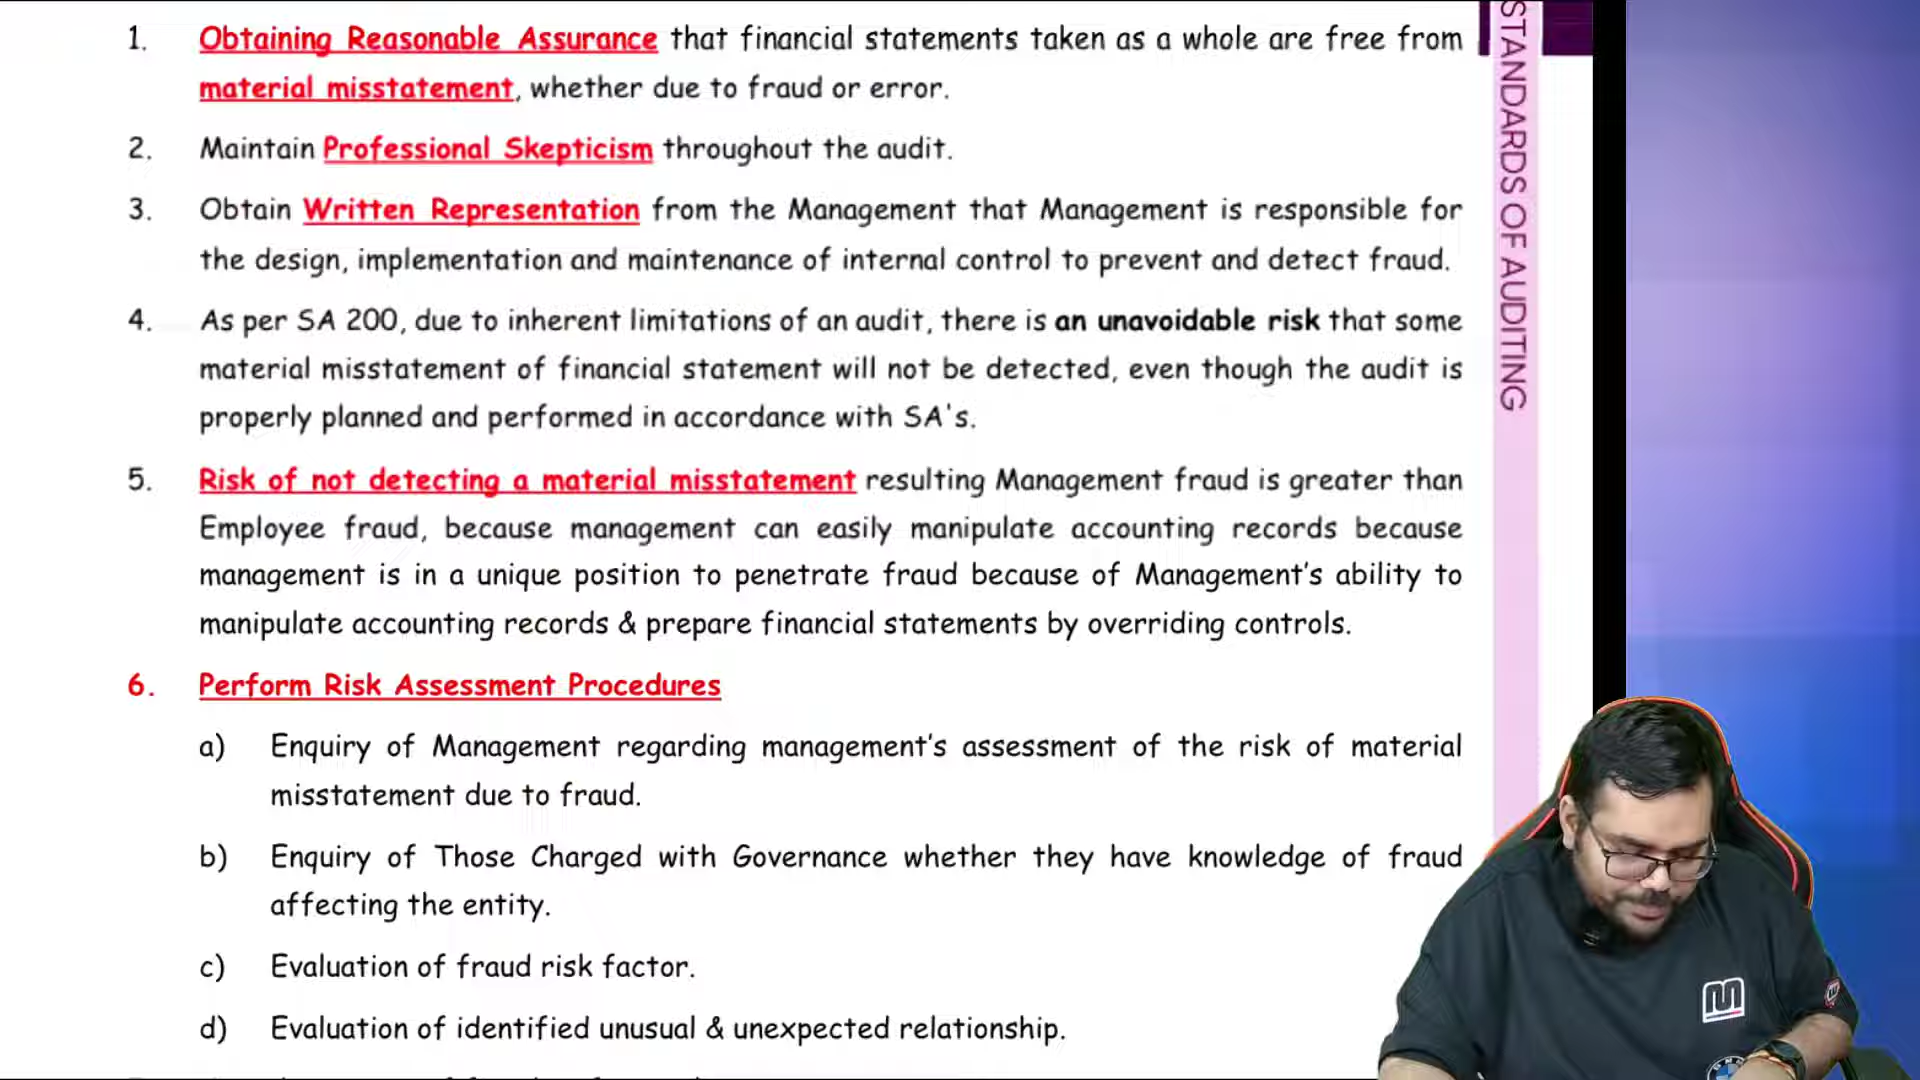 1. Obtaining Reasonable Assurance that financial statements taken as a whole are free from
material misstatement, whether due to fraud or error.
2. Maintain Professional Skepticism throughout the audit.
3. Obtain Written Representation from the Management that Management is responsible for
the design, implementation and maintenance of internal control to prevent and detect fraud.
4. As per SA 200, due to inherent limitations of an audit, there is an unavoidable risk that some
material misstatement of financial statement will not be detected, even though the audit is
properly planned and performed in accordance with SA's.
5. Risk of not detecting a material misstatement resulting Management fraud is greater than
Employee fraud, because management can easily manipulate accounting records because
management is in a unique position to penetrate fraud because of Management's ability to
manipulate accounting records & prepare financial statements by overriding controls.
6. Perform Risk Assessment Procedures
a) Enquiry of Management regarding management's assessment of the risk of material
misstatement due to fraud.
b) Enquiry of Those Charged with Governance whether they have knowledge of fraud
affecting the entity.
c) Evaluation of fraud risk factor.
d) Evaluation of identified unusual & unexpected relationship.
STANDARDS OF AUDITING